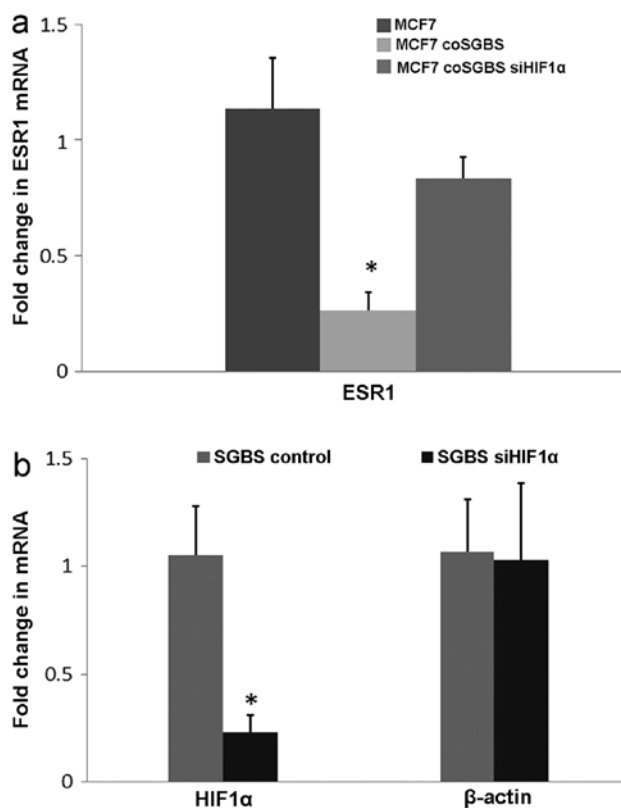 a
Fold change in ESR1 mRNA
1.5
1
0.5
0
MCF7
MCF7 coSGBS
MCF7 coSGBS siHIF1α
*
ESR1
b
Fold change in mRNA
1.5
1
0.5
0
SGBS control
SGBS siHIF1α
*
HIF1α
β-actin